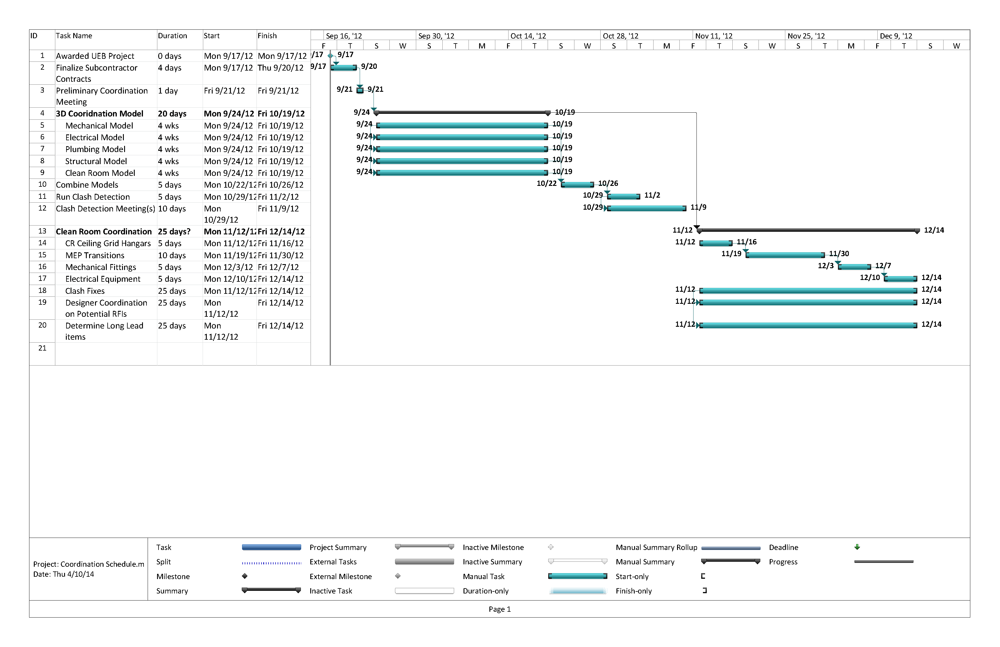 ID Task Name Duration Start Finish Sep 16, '12 Sep 30, '12 Oct 14, '12 Oct 28, '12 Nov 11, '12 Nov 25, '12 Dec 9, '12
F T S W S T M F T S W S T M F T S W S T M F T S W
1 Awarded UEB Project 0 days Mon 9/17/12 Mon 9/17/12 /17 9/17
2 Finalize Subcontractor 4 days Mon 9/17/12 Thu 9/20/12 9/17 9/20
Contracts
3 Preliminary Coordination 1 day Fri 9/21/12 Fri 9/21/12 9/21 9/21
Meeting
4 3D Cooridnation Model 20 days Mon 9/24/12 Fri 10/19/12 9/24 10/19
5 Mechanical Model 4 wks Mon 9/24/12 Fri 10/19/12 9/24 10/19
6 Electrical Model 4 wks Mon 9/24/12 Fri 10/19/12 9/24 10/19
7 Plumbing Model 4 wks Mon 9/24/12 Fri 10/19/12 9/24 10/19
8 Structural Model 4 wks Mon 9/24/12 Fri 10/19/12 9/24 10/19
9 Clean Room Model 4 wks Mon 9/24/12 Fri 10/19/12 9/24 10/19
10 Combine Models 5 days Mon 10/22/12 Fri 10/26/12 10/22 10/26
11 Run Clash Detection 5 days Mon 10/29/12 Fri 11/2/12 10/29 11/2
12 Clash Detection Meeting(s) 10 days Mon Fri 11/9/12 10/29 11/9
10/29/12
13 Clean Room Coordination 25 days? Mon 11/12/12 Fri 12/14/12 11/12 12/14
14 CR Ceiling Grid Hangars 5 days Mon 11/12/12 Fri 11/16/12 11/12 11/16
15 MEP Transitions 10 days Mon 11/19/12 Fri 11/30/12 11/19 11/30
16 Mechanical Fittings 5 days Mon 12/3/12 Fri 12/7/12 12/3 12/7
17 Electrical Equipment 5 days Mon 12/10/12 Fri 12/14/12 12/10 12/14
18 Clash Fixes 25 days Mon 11/12/12 Fri 12/14/12 11/12 12/14
19 Designer Coordination 25 days Mon Fri 12/14/12 11/12 12/14
on Potential RFIs 11/12/12
20 Determine Long Lead 25 days Mon Fri 12/14/12 11/12 12/14
items 11/12/12
21
Project: Coordination Schedule.m
Date: Thu 4/10/14
Task Project Summary Inactive Milestone Manual Summary Rollup Deadline
Split External Tasks Inactive Summary Manual Summary Progress
Milestone External Milestone Manual Task Start-only
Summary Inactive Task Duration-only Finish-only
Page 1